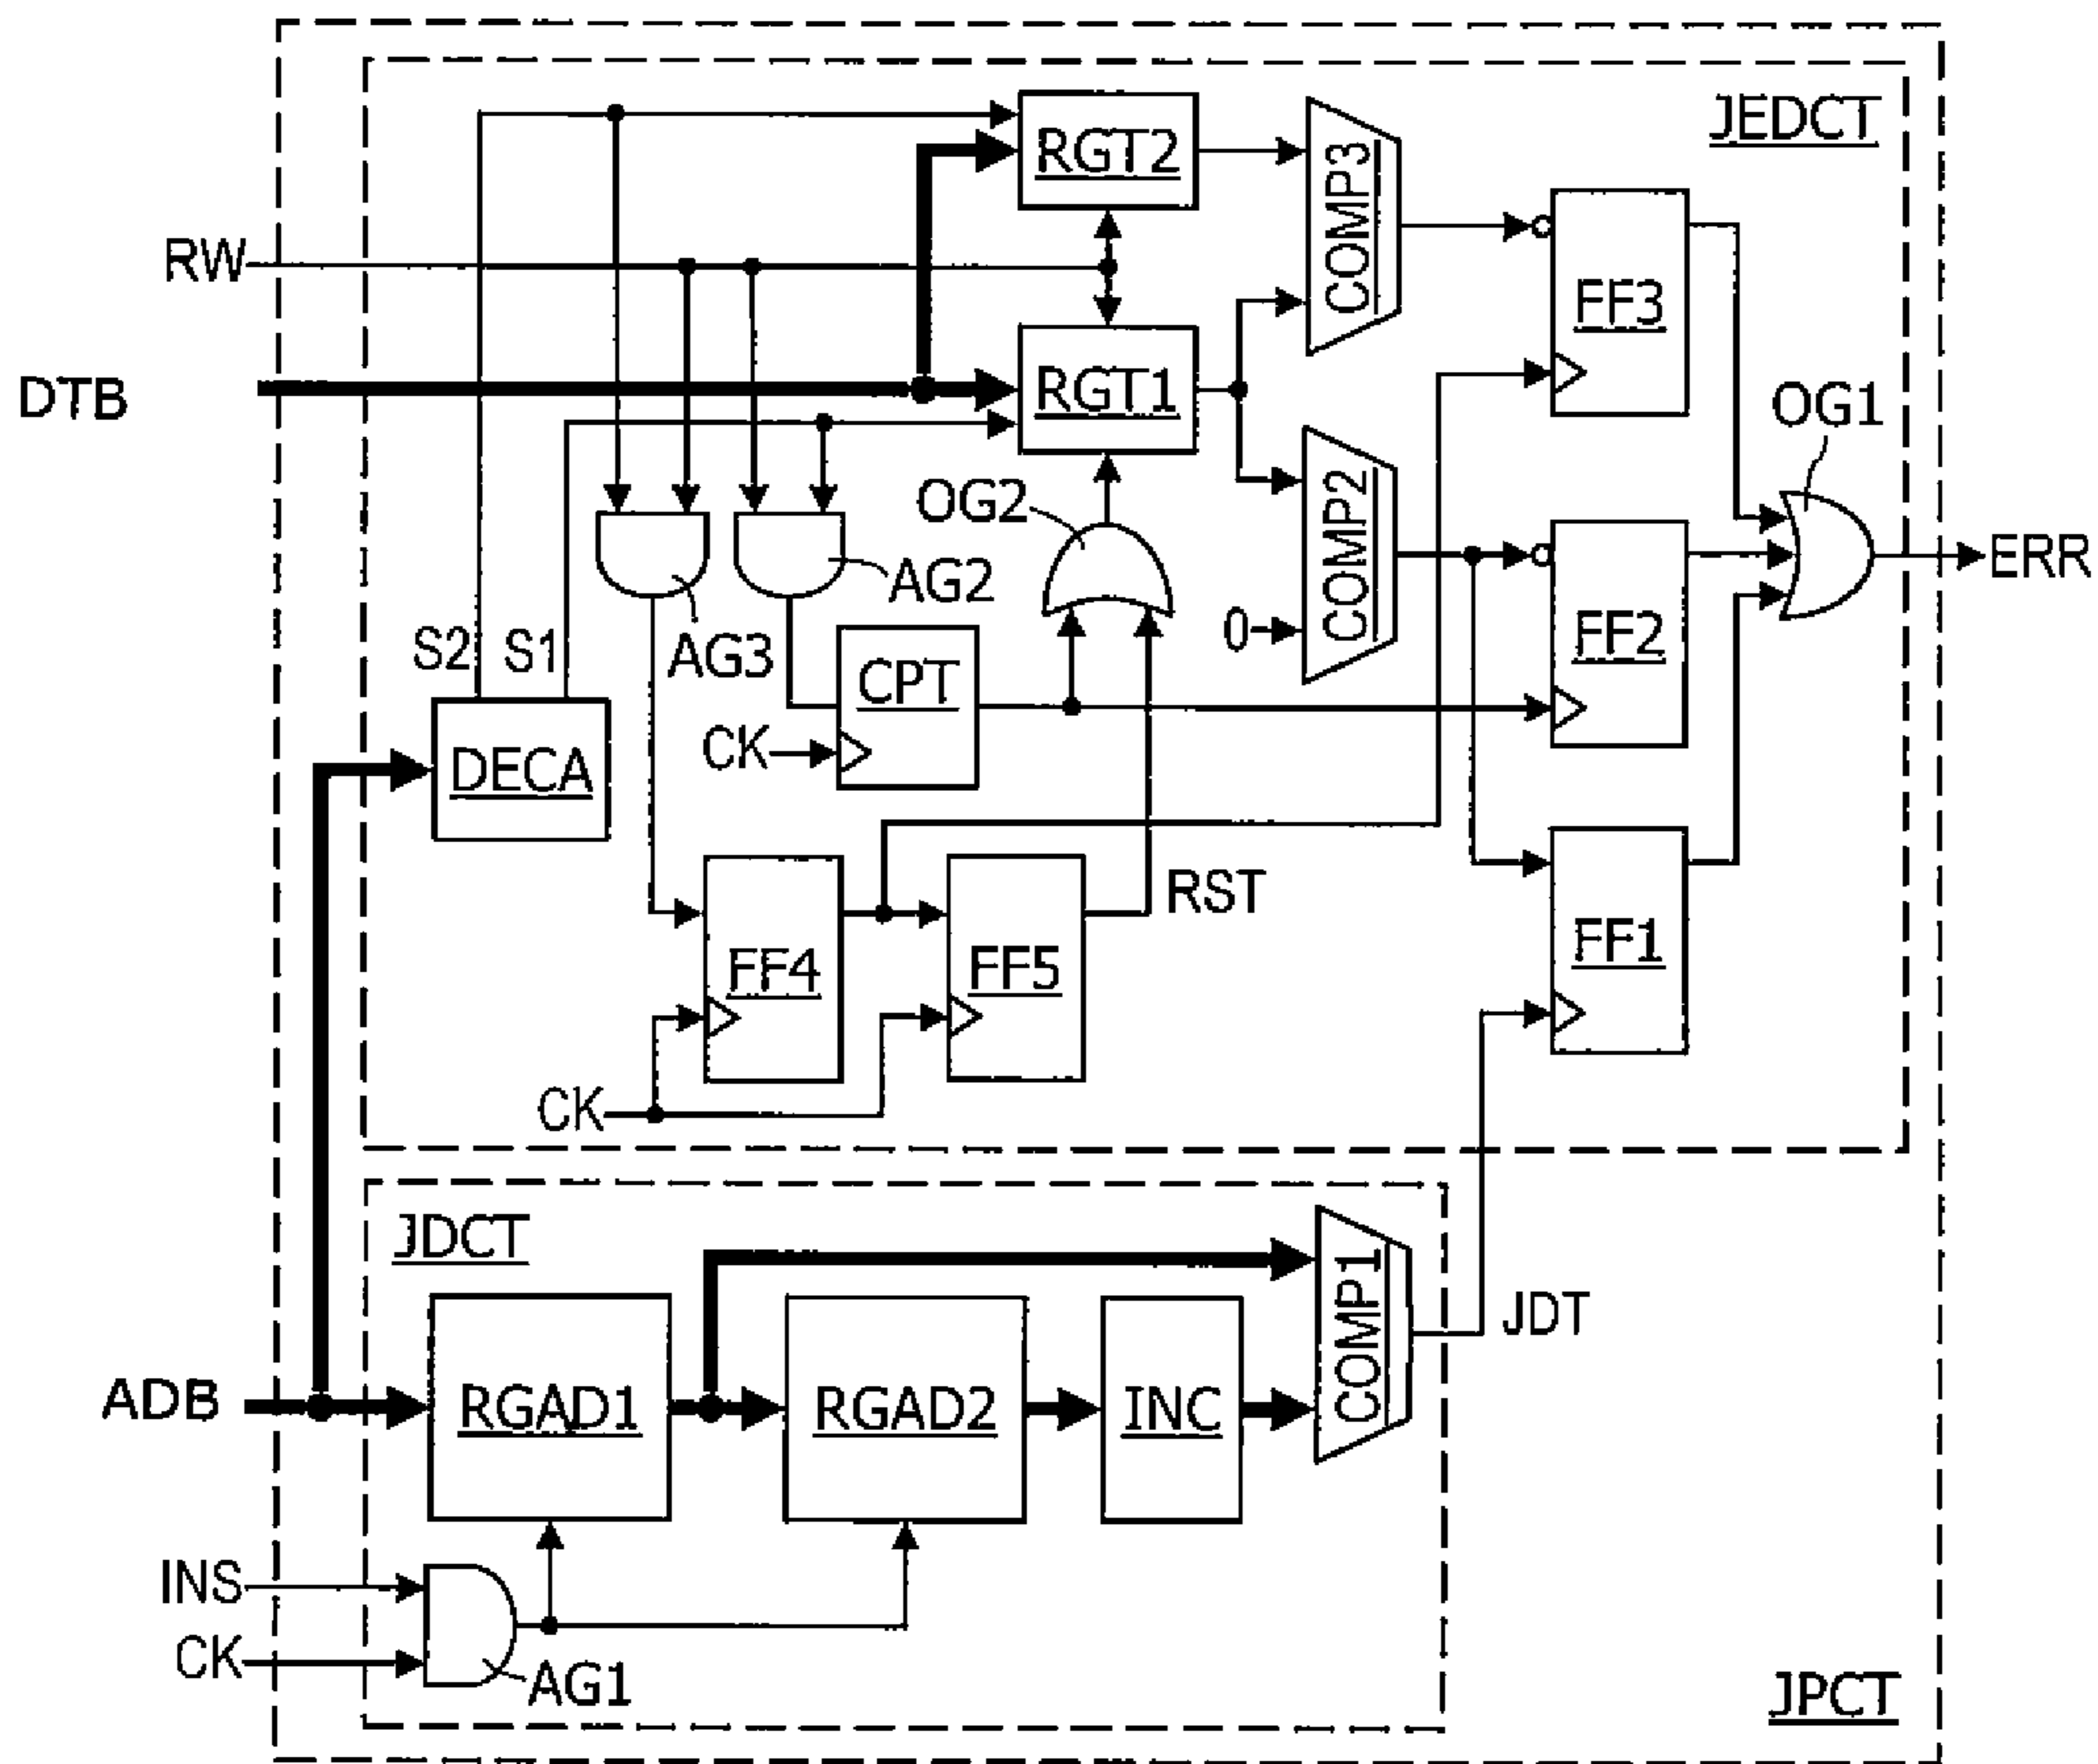 JEDCT
RGT2
COMP3
RW
FF3
DTB
RGT1
OG1
OG2
COMP2
AG2
ERR
S2
S1
AG3
0
FF2
CPT
CK
DECA
RST
FF4
FF5
FF1
CK
JDCT
COMP1
JDT
ADB
RGAD1
RGAD2
INC
INS
CK
AG1
JPCT